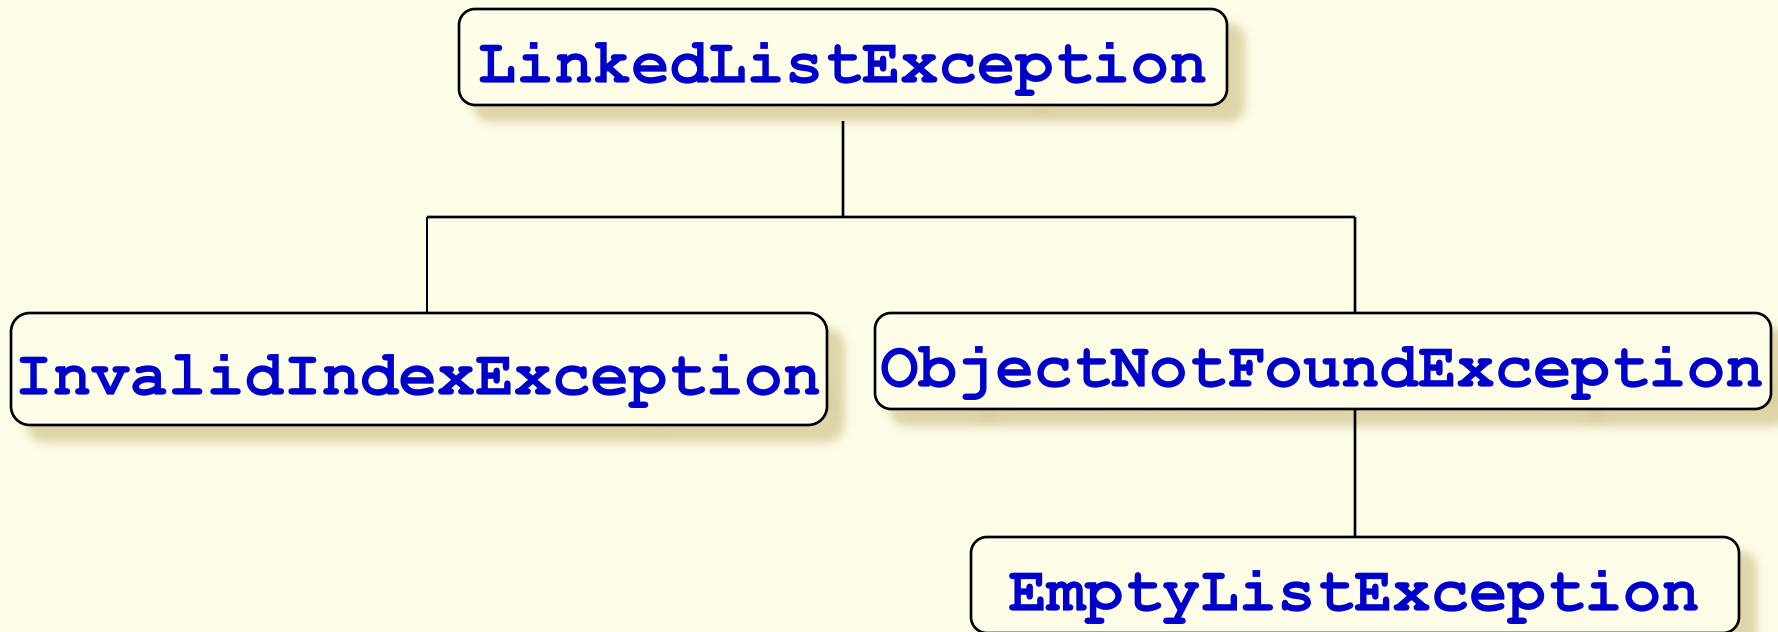 LinkedListException
InvalidIndexException
ObjectNotFoundException
EmptyListException